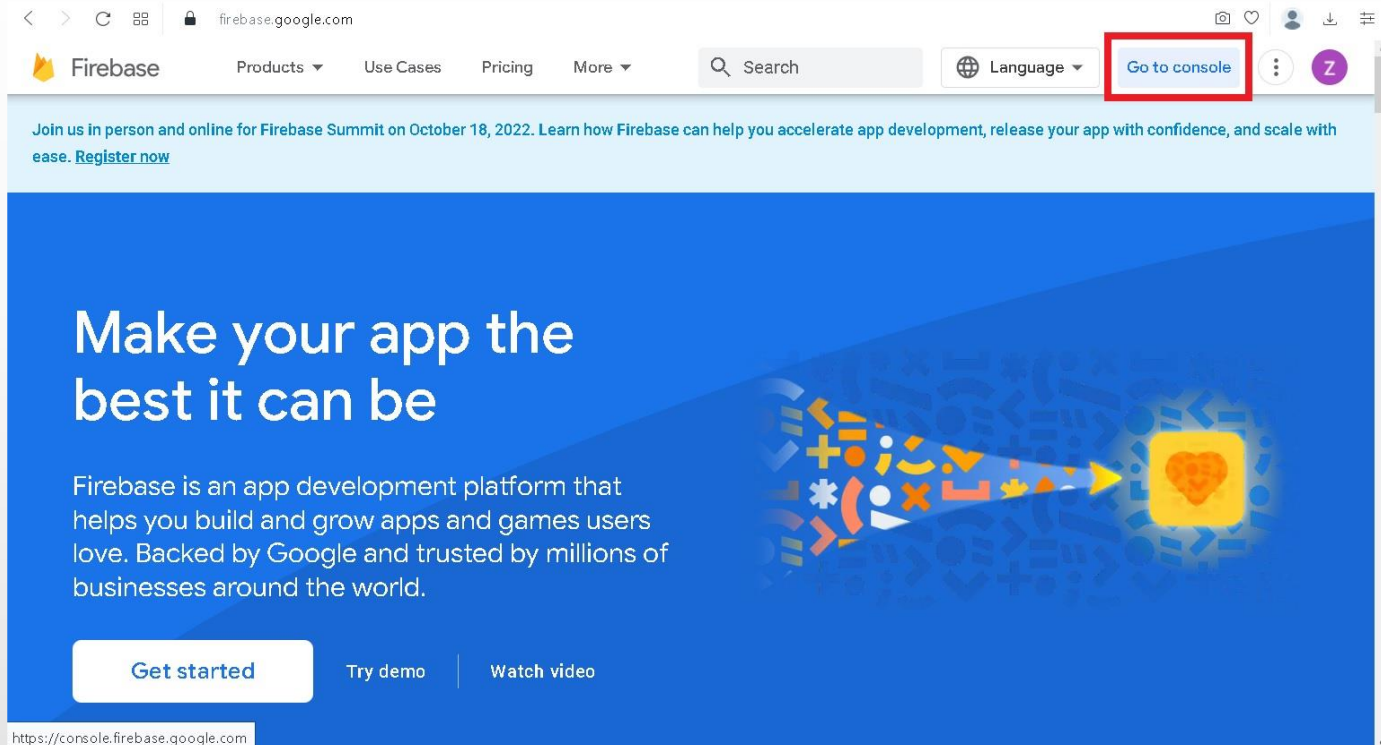 firebase.google.com
Firebase Products Use Cases Pricing More Search Language Go to console Z
Join us in person and online for Firebase Summit on October 18, 2022. Learn how Firebase can help you accelerate app development, release your app with confidence, and scale with
ease. Register now
Make your app the
best it can be
Firebase is an app development platform that
helps you build and grow apps and games users
love. Backed by Google and trusted by millions of
businesses around the world.
Get started Try demo Watch video
https://console.firebase.google.com